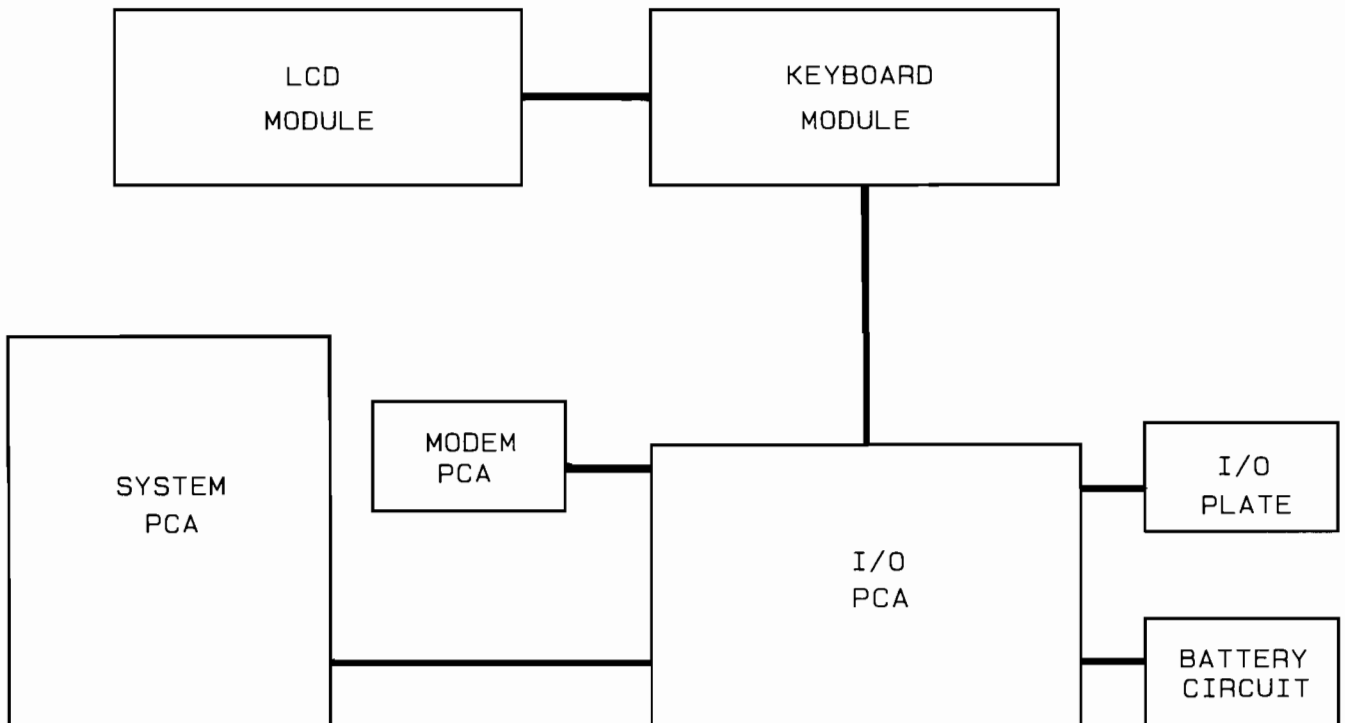 LCD
MODULE
KEYBOARD
MODULE
SYSTEM
PCA
MODEM
PCA
I/O
PCA
I/O
PLATE
BATTERY
CIRCUIT